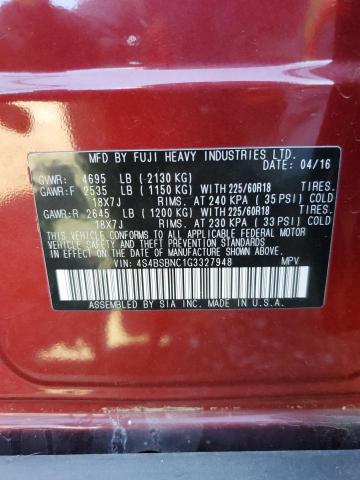 MFD. BY FUJI HEAVY INDUSTRIES LTD. 04/16
GVWR: 4695 LB (2130 KG)
GAWR:F 2535 LB (1150 KG) WITH 225/60R18 TIRES.
18X7J RIMS. AT 240 KPA ( 35 PSI) COLD
GAWR:R 2645 LB (1200 KG) WITH 225/60R18 TIRES.
18X7J RIMS. AT 230 KPA ( 33 PSI) COLD
THIS VEHICLE CONFORMS TO ALL APPLICABLE FEDERAL MOTOR
VEHICLE SAFETY AND THEFT PREVENTION STANDARDS IN
EFFECT ON THE DATE OF MANUFACTURE SHOWN ABOVE.
VIN: 4S4BSBNC1G3327948 MPV
ASSEMBLED BY SIA INC. MADE IN U.S.A.